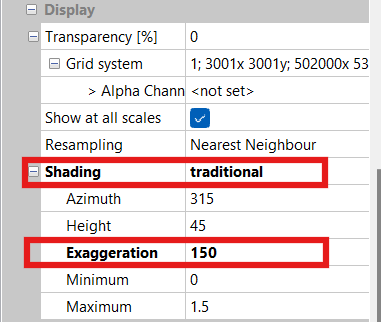 Display
Transparency [%] 0
Grid system 1; 3001x 3001y; 502000x 53
> Alpha Chann <not set>
Show at all scales
Resampling Nearest Neighbour
Shading traditional
Azimuth 315
Height 45
Exaggeration 150
Minimum 0
Maximum 1.5